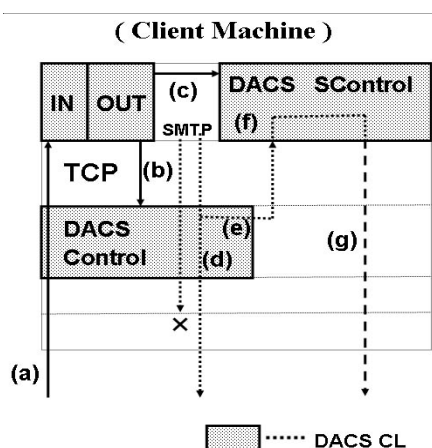 ( Client Machine )
IN OUT (c) DACS SControl
SMTP (f)
TCP (b)
DACS Control (e) (d) (g)
×
(a)
DACS CL